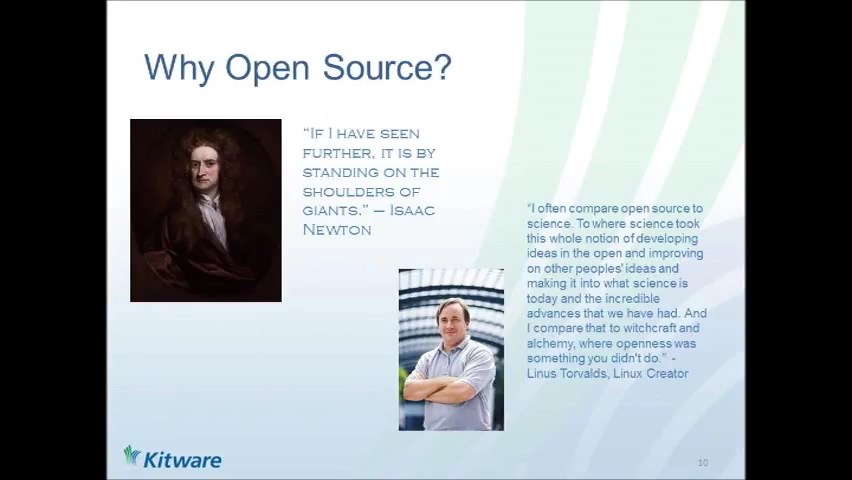 Why Open Source?
“IF I HAVE SEEN
FURTHER, IT IS BY
STANDING ON THE
SHOULDERS OF
GIANTS.” – ISAAC
NEWTON
“I often compare open source to
science. To where science took
this whole notion of developing
ideas in the open and improving
on other peoples' ideas and
making it into what science is
today and the incredible
advances that we have had. And
I compare that to witchcraft and
alchemy, where openness was
something you didn't do.” -
Linus Torvalds, Linux Creator
Kitware
10